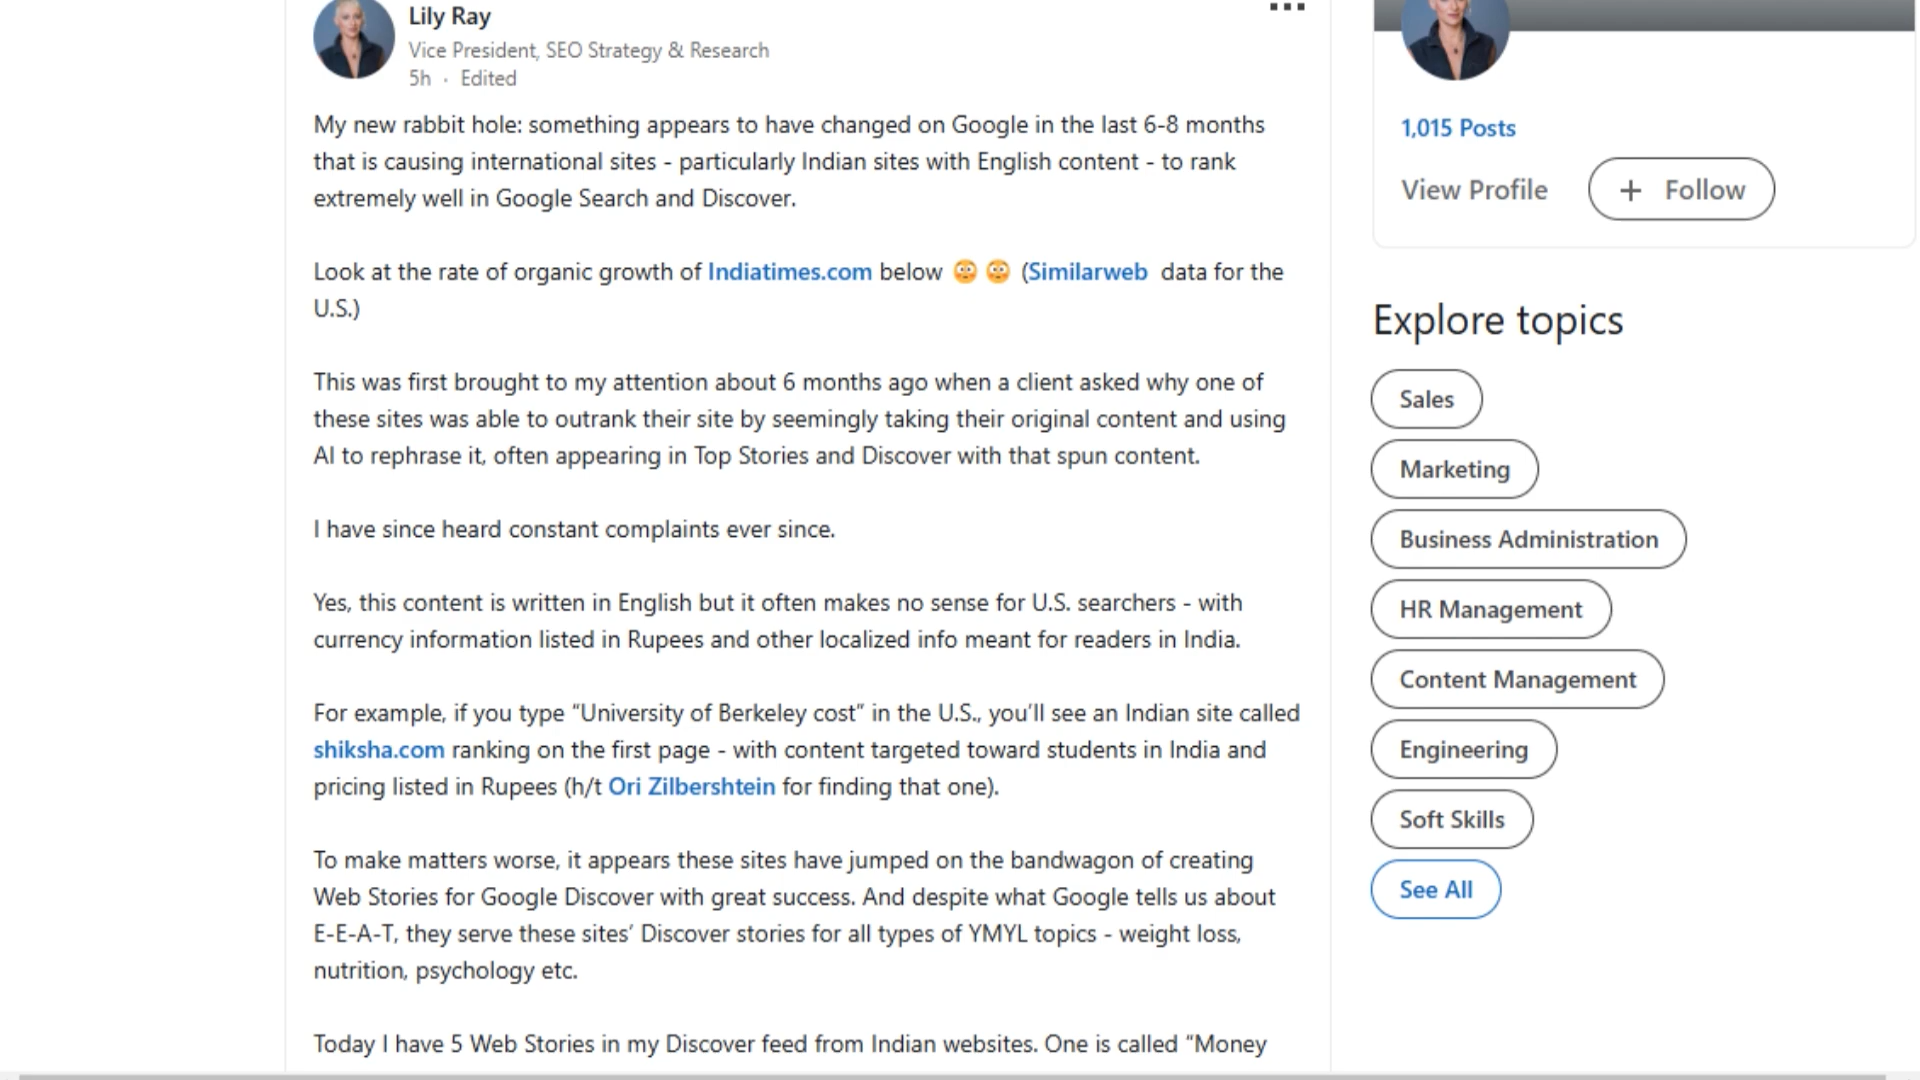 Lily Ray
Vice President, SEO Strategy & Research
5h · Edited
My new rabbit hole: something appears to have changed on Google in the last 6-8 months
that is causing international sites - particularly Indian sites with English content - to rank
extremely well in Google Search and Discover.
Look at the rate of organic growth of Indiatimes.com below 😳 😳 (Similarweb data for the
U.S.)
This was first brought to my attention about 6 months ago when a client asked why one of
these sites was able to outrank their site by seemingly taking their original content and using
AI to rephrase it, often appearing in Top Stories and Discover with that spun content.
I have since heard constant complaints ever since.
Yes, this content is written in English but it often makes no sense for U.S. searchers - with
currency information listed in Rupees and other localized info meant for readers in India.
For example, if you type “University of Berkeley cost” in the U.S., you’ll see an Indian site called
shiksha.com ranking on the first page - with content targeted toward students in India and
pricing listed in Rupees (h/t Ori Zilbershtein for finding that one).
To make matters worse, it appears these sites have jumped on the bandwagon of creating
Web Stories for Google Discover with great success. And despite what Google tells us about
E-E-A-T, they serve these sites’ Discover stories for all types of YMYL topics - weight loss,
nutrition, psychology etc.
Today I have 5 Web Stories in my Discover feed from Indian websites. One is called “Money
1,015 Posts
View Profile
+ Follow
Explore topics
Sales
Marketing
Business Administration
HR Management
Content Management
Engineering
Soft Skills
See All